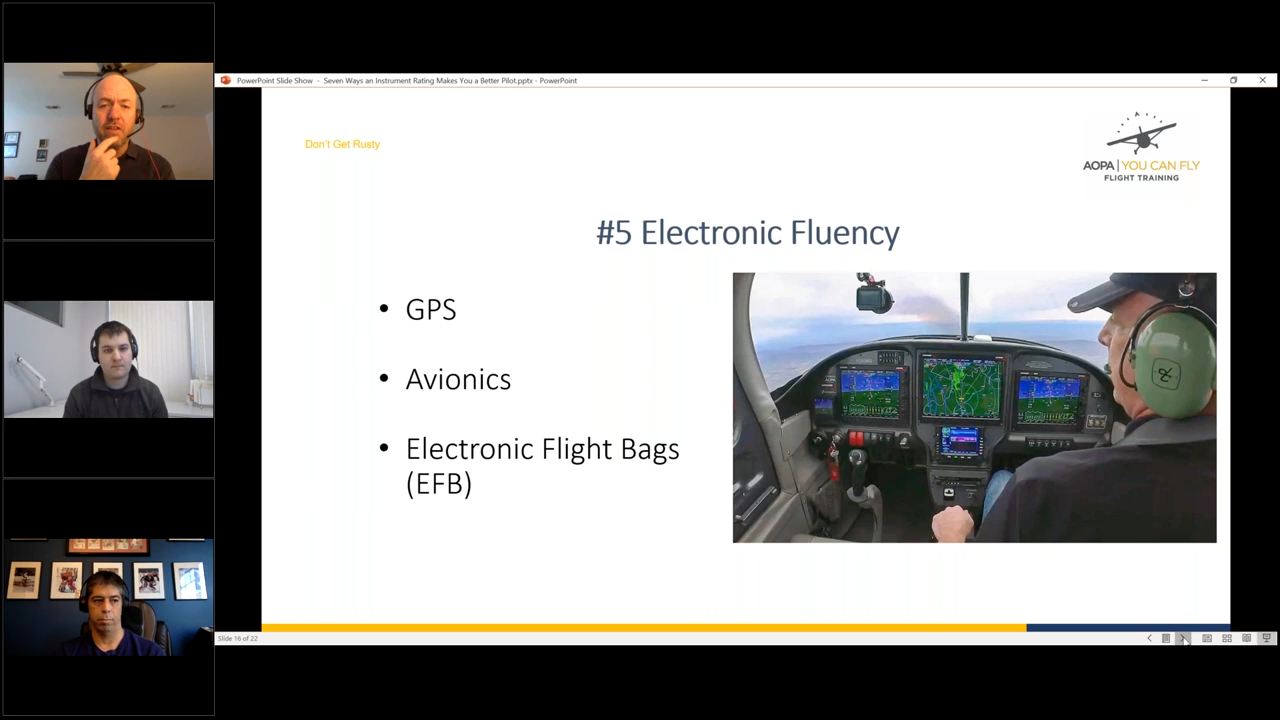 PowerPoint Slide Show - Seven Ways an Instrument Rating Makes You a Better Pilot.pptx - PowerPoint
Don't Get Rusty
AOPA | YOU CAN FLY
FLIGHT TRAINING
#5 Electronic Fluency
• GPS
• Avionics
• Electronic Flight Bags
(EFB)
Slide 16 of 22